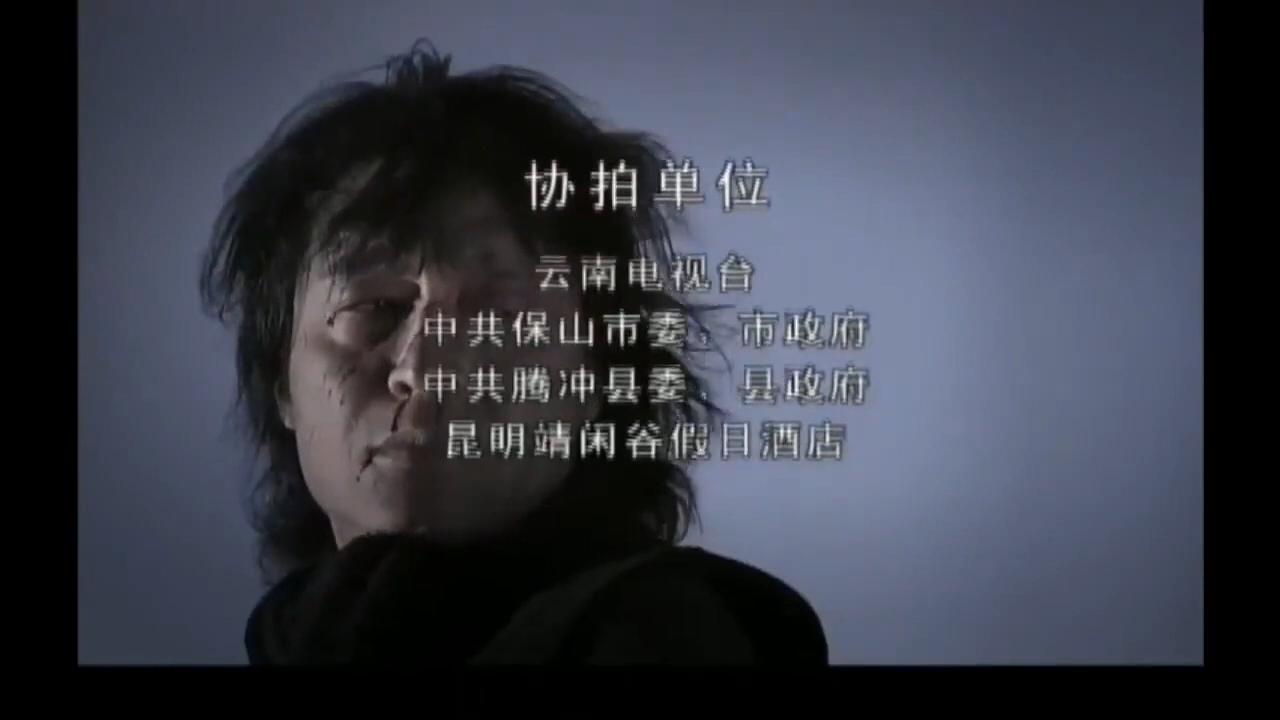 协拍单位
云南电视台
中共保山市委、市政府
中共腾冲县委、县政府
昆明靖闲谷假日酒店